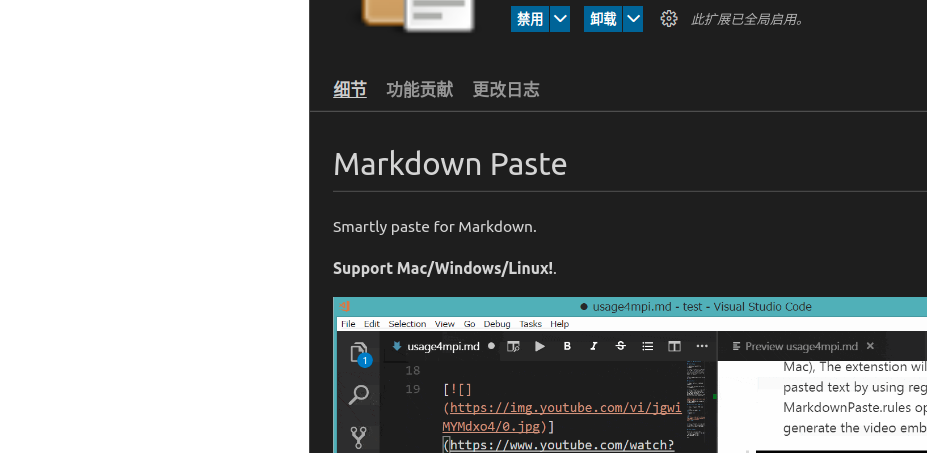 禁用 卸载 此扩展已全局启用。
细节 功能贡献 更改日志
Markdown Paste
Smartly paste for Markdown.
Support Mac/Windows/Linux!.
usage4mpi.md - test - Visual Studio Code
File Edit Selection View Go Debug Tasks Help
usage4mpi.md Preview usage4mpi.md
1
18
19 [![]
(https://img.youtube.com/vi/jgwi
MYMdxo4/0.jpg)]
(https://www.youtube.com/watch?
Mac), The extenstion wil
pasted text by using reg
MarkdownPaste.rules op
generate the video emb